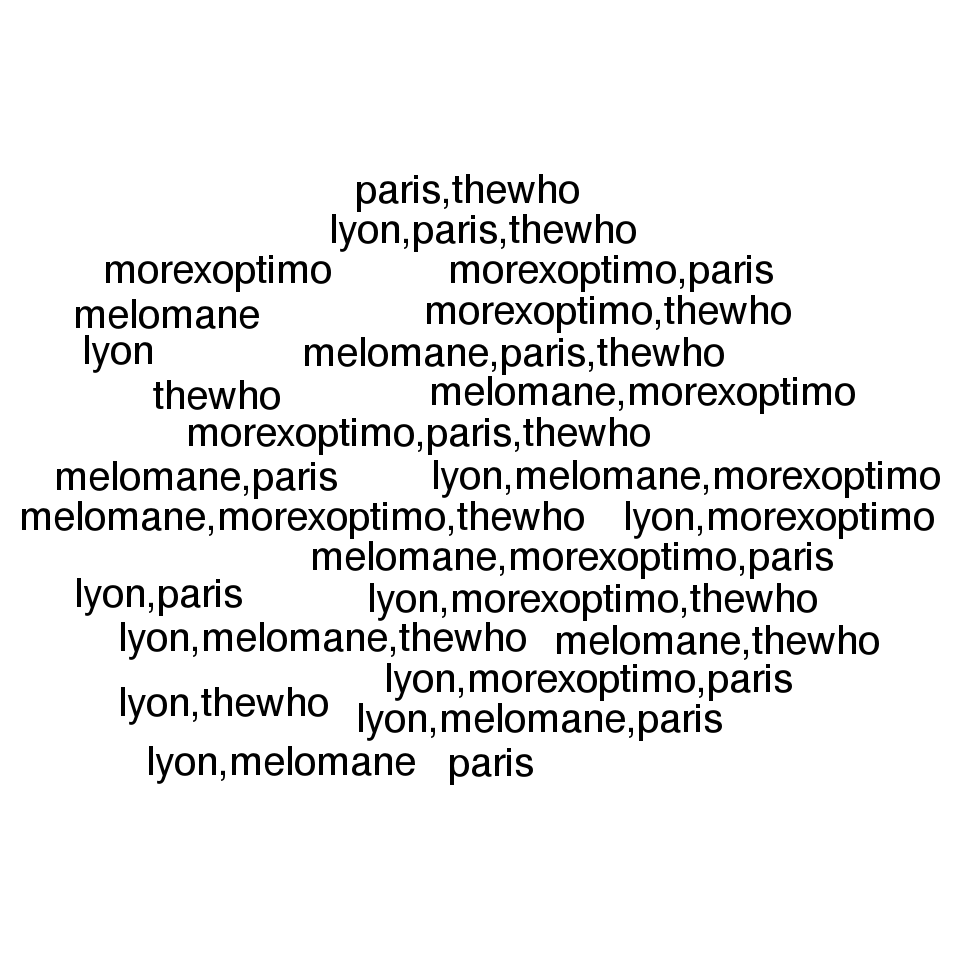 paris,thewho
lyon,paris,thewho
morexoptimo morexoptimo,paris
melomane morexoptimo,thewho
lyon melomane,paris,thewho
thewho melomane,morexoptimo
morexoptimo,paris,thewho
melomane,paris lyon,melomane,morexoptimo
melomane,morexoptimo,thewho lyon,morexoptimo
melomane,morexoptimo,paris
lyon,paris lyon,morexoptimo,thewho
lyon,melomane,thewho melomane,thewho
lyon,morexoptimo,paris
lyon,thewho
lyon,melomane,paris
lyon,melomane paris